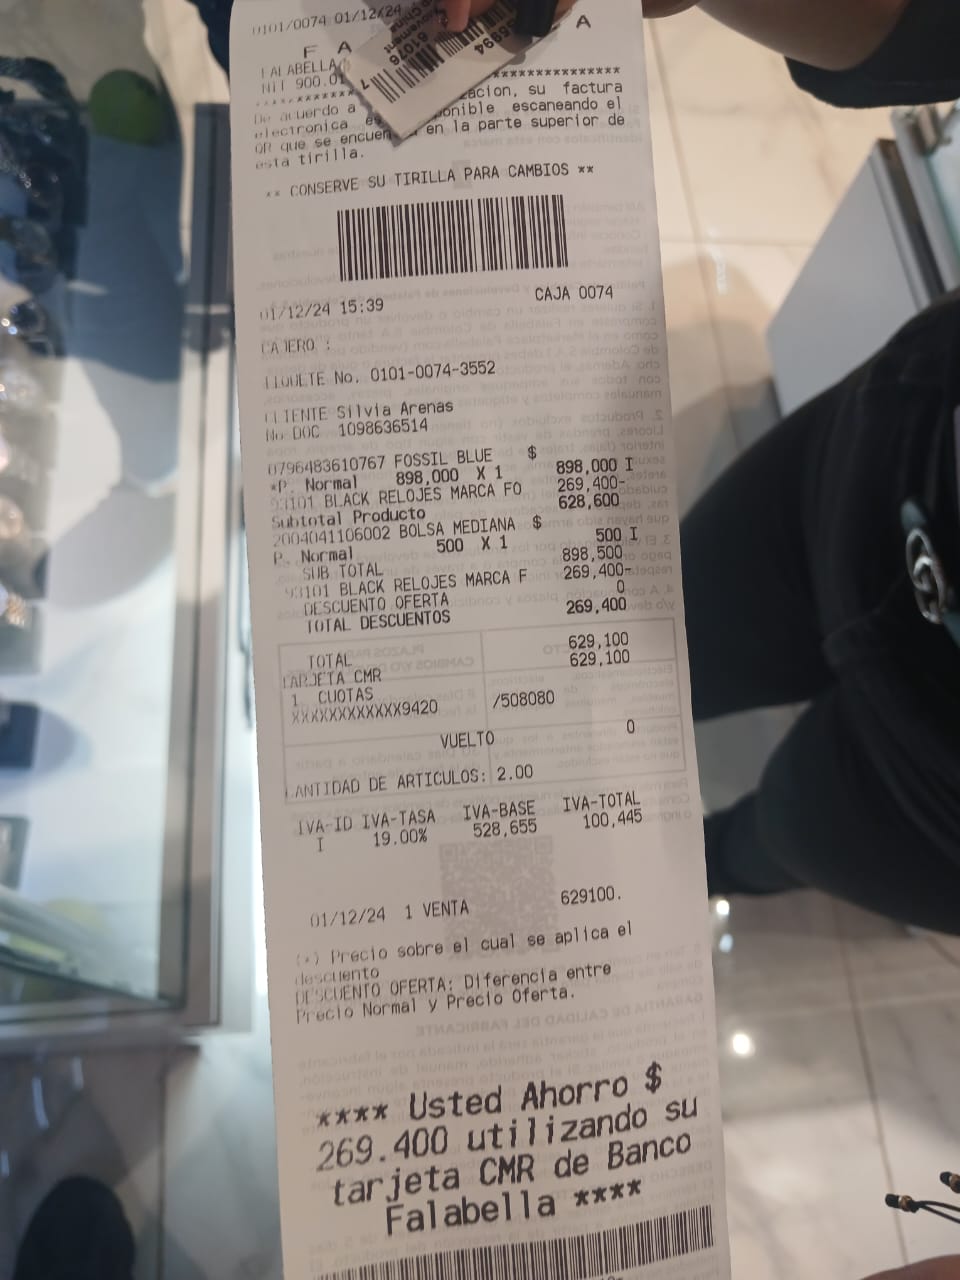 0101/0074 01/12/24
F A A
FALABELLA
NIT 900.01
De acuerdo a zacion, su factura
electronica es ponible escaneando el
QR que se encuen en la parte superior de
esta tirilla.
** CONSERVE SU TIRILLA PARA CAMBIOS **
01/12/24 15:39 CAJA 0074
CAJERO :
TIQUETE No. 0101-0074-3552
CLIENTE Silvia Arenas
No DOC 1098636514
0796483610767 FOSSIL BLUE $
*P. Normal 898,000 X 1 898,000 I
93101 BLACK RELOJES MARCA FO 269,400-
Subtotal Producto 628,600
2004041106002 BOLSA MEDIANA $
P. Normal 500 X 1 500 I
SUB TOTAL 898,500
93101 BLACK RELOJES MARCA F 269,400-
DESCUENTO OFERTA 0
TOTAL DESCUENTOS 269,400
TOTAL 629,100
TARJETA CMR 629,100
1 CUOTAS
XXXXXXXXXXXX9420 /508080
VUELTO 0
CANTIDAD DE ARTICULOS: 2.00
IVA-ID IVA-TASA IVA-BASE IVA-TOTAL
I 19.00% 528,655 100,445
01/12/24 1 VENTA 629100.
(*) Precio sobre el cual se aplica el
descuento
DESCUENTO OFERTA: Diferencia entre
Precio Normal y Precio Oferta.
**** Usted Ahorro $
269.400 utilizando su
tarjeta CMR de Banco
Falabella ****